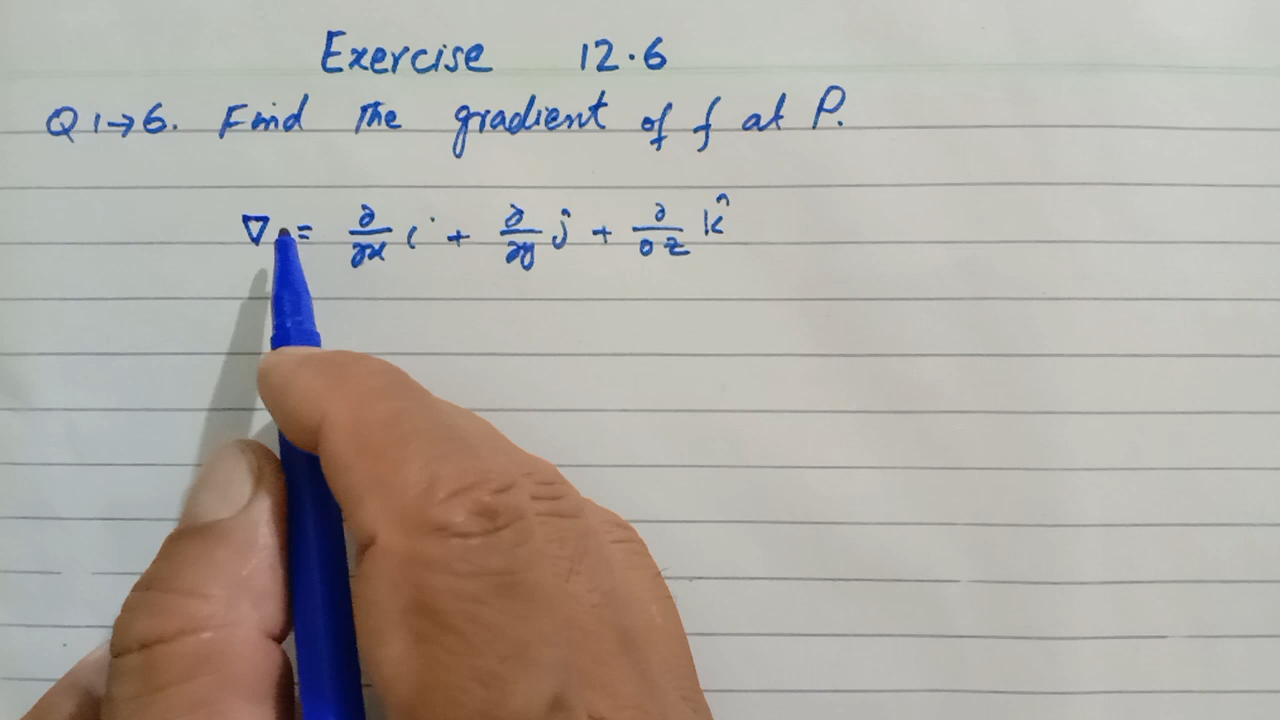 Exercise 12.6
Q 1→6. Find the gradient of f at P.
∇ = ∂/∂x i + ∂/∂y ĵ + ∂/∂z k̂